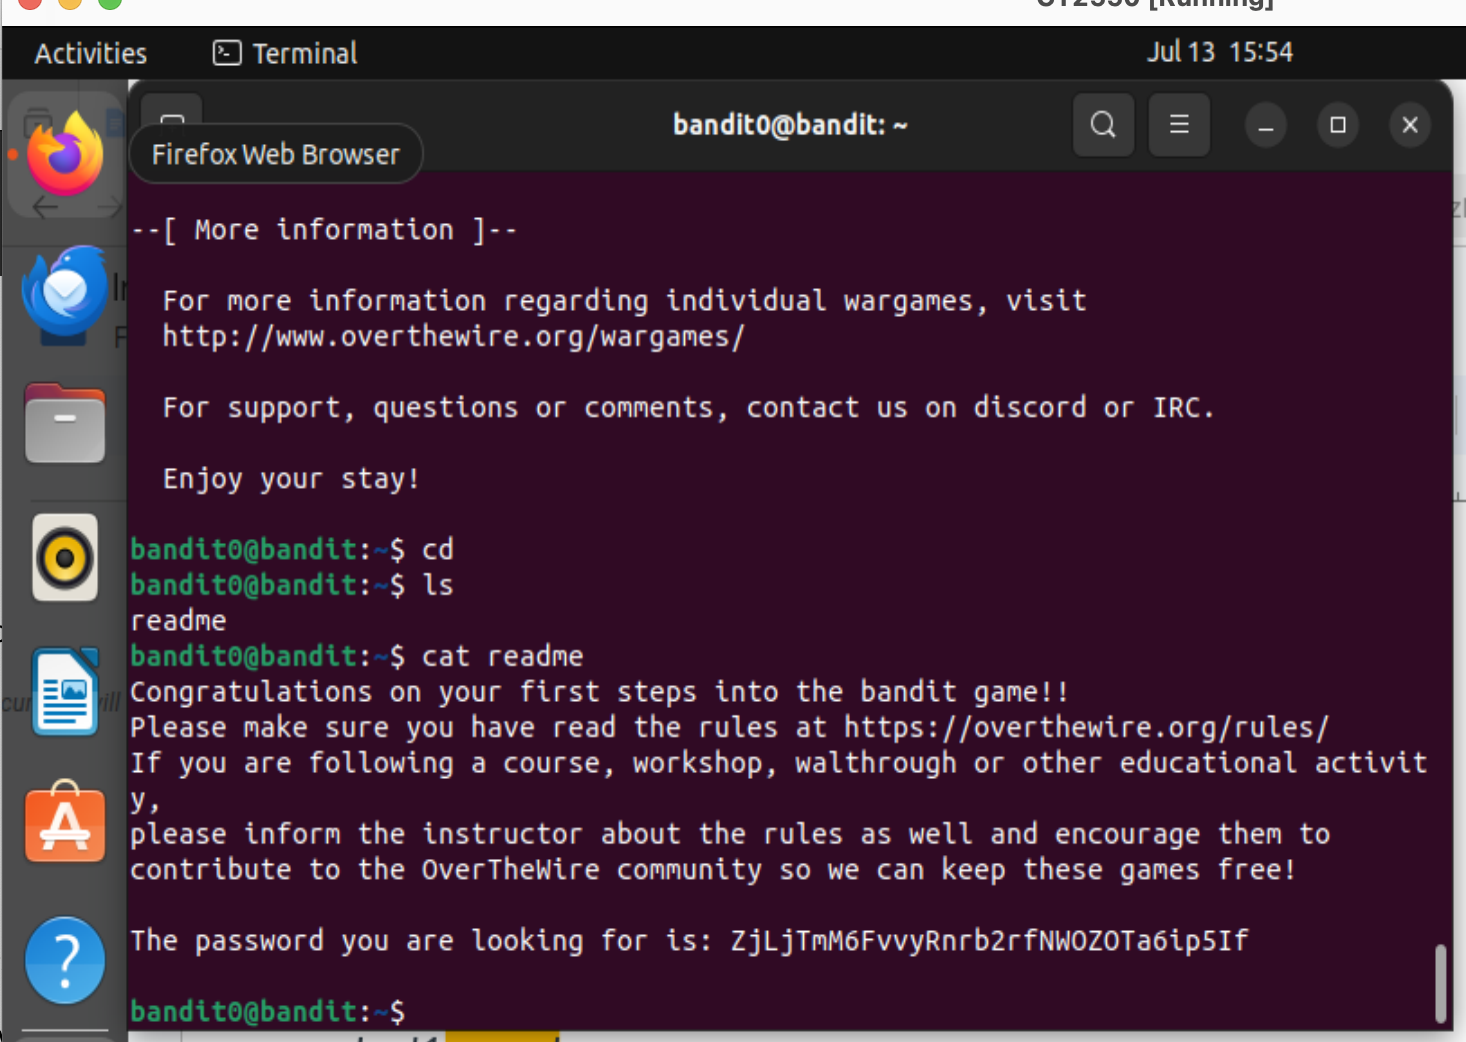 [Running]
Activities
Terminal
Jul 13 15:54
bandit0@bandit: ~
Firefox Web Browser
--[ More information ]--
For more information regarding individual wargames, visit
http://www.overthewire.org/wargames/
For support, questions or comments, contact us on discord or IRC.
Enjoy your stay!
bandit0@bandit:~$ cd
bandit0@bandit:~$ ls
readme
bandit0@bandit:~$ cat readme
Congratulations on your first steps into the bandit game!!
Please make sure you have read the rules at https://overthewire.org/rules/
If you are following a course, workshop, walthrough or other educational activit
y,
please inform the instructor about the rules as well and encourage them to
contribute to the OverTheWire community so we can keep these games free!
The password you are looking for is: ZjLjTmM6FvvyRnrb2rfNWOZOTa6ip5If
bandit0@bandit:~$